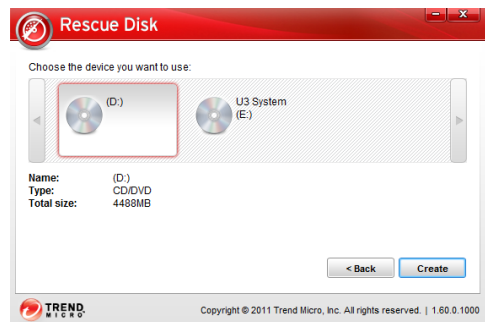 Rescue Disk
Choose the device you want to use:
(D:)
U3 System
(E:)
Name: (D:)
Type: CD/DVD
Total size: 4488MB
< Back Create
TREND
MICRO
Copyright © 2011 Trend Micro, Inc. All rights reserved. | 1.60.0.1000